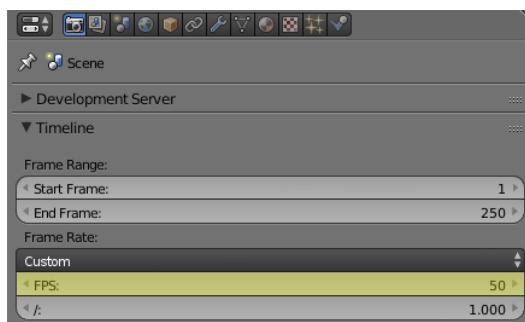 Scene
Development Server
Timeline
Frame Range:
Start Frame: 1
End Frame: 250
Frame Rate:
Custom
FPS: 50
/: 1.000